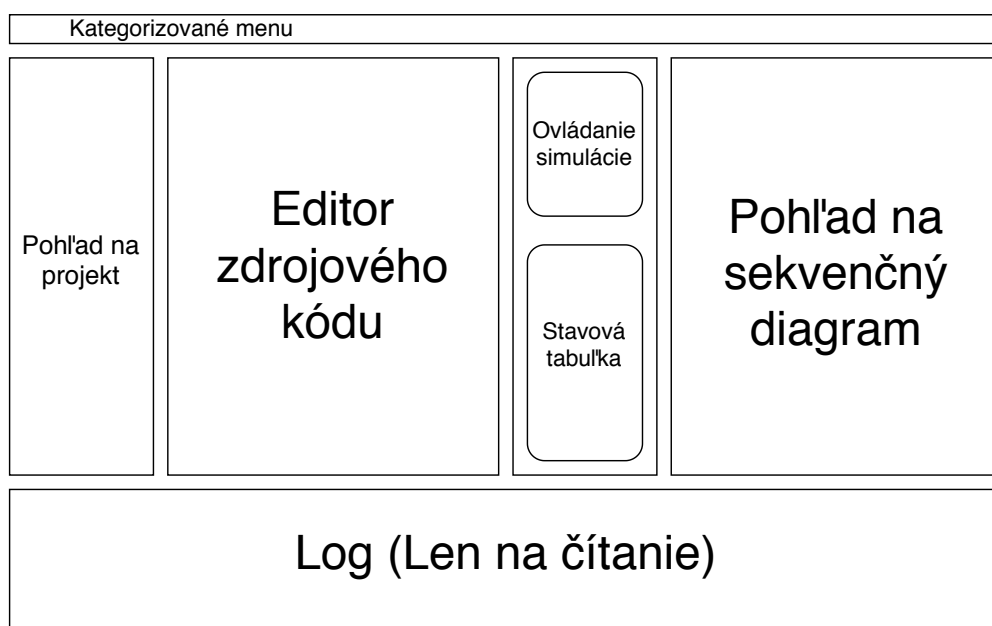 Kategorizované menu
Pohľad na
projekt
Editor
zdrojového
kódu
Ovládanie
simulácie
Stavová
tabuľka
Pohľad na
sekvenčný
diagram
Log (Len na čítanie)